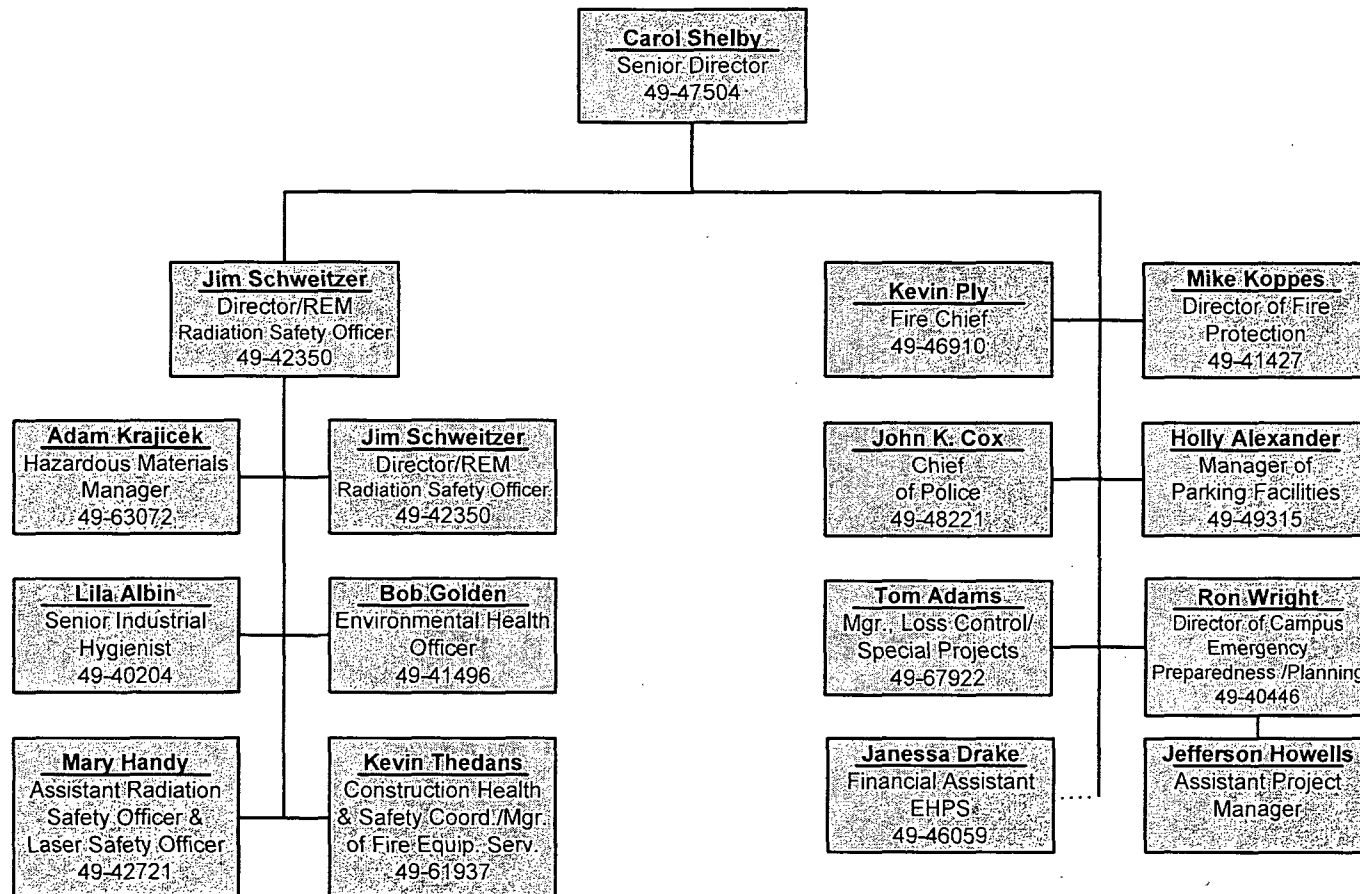 Carol Shelby
Senior Director
49-47504
Jim Schweitzer
Director/REM
Radiation Safety Officer
49-42350
Kevin Ply
Fire Chief
49-46910
Mike Koppes
Director of Fire
Protection
49-41427
Adam Krajicek
Hazardous Materials
Manager
49-63072
Jim Schweitzer
Director/REM
Radiation Safety Officer
49-42350
John K. Cox
Chief
of Police
49-48221
Holly Alexander
Manager of
Parking Facilities
49-49315
Lila Albin
Senior Industrial
Hygienist
49-40204
Bob Golden
Environmental Health
Officer
49-41496
Tom Adams
Mgr., Loss Control/
Special Projects
49-67922
Ron Wright
Director of Campus
Emergency
Preparedness /Planning
49-40446
Mary Handy
Assistant Radiation
Safety Officer &
Laser Safety Officer
49-42721
Kevin Thedans
Construction Health
& Safety Coord./Mgr.
of Fire Equip. Serv.
49-61937
Janessa Drake
Financial Assistant
EHPS
49-46059
Jefferson Howells
Assistant Project
Manager